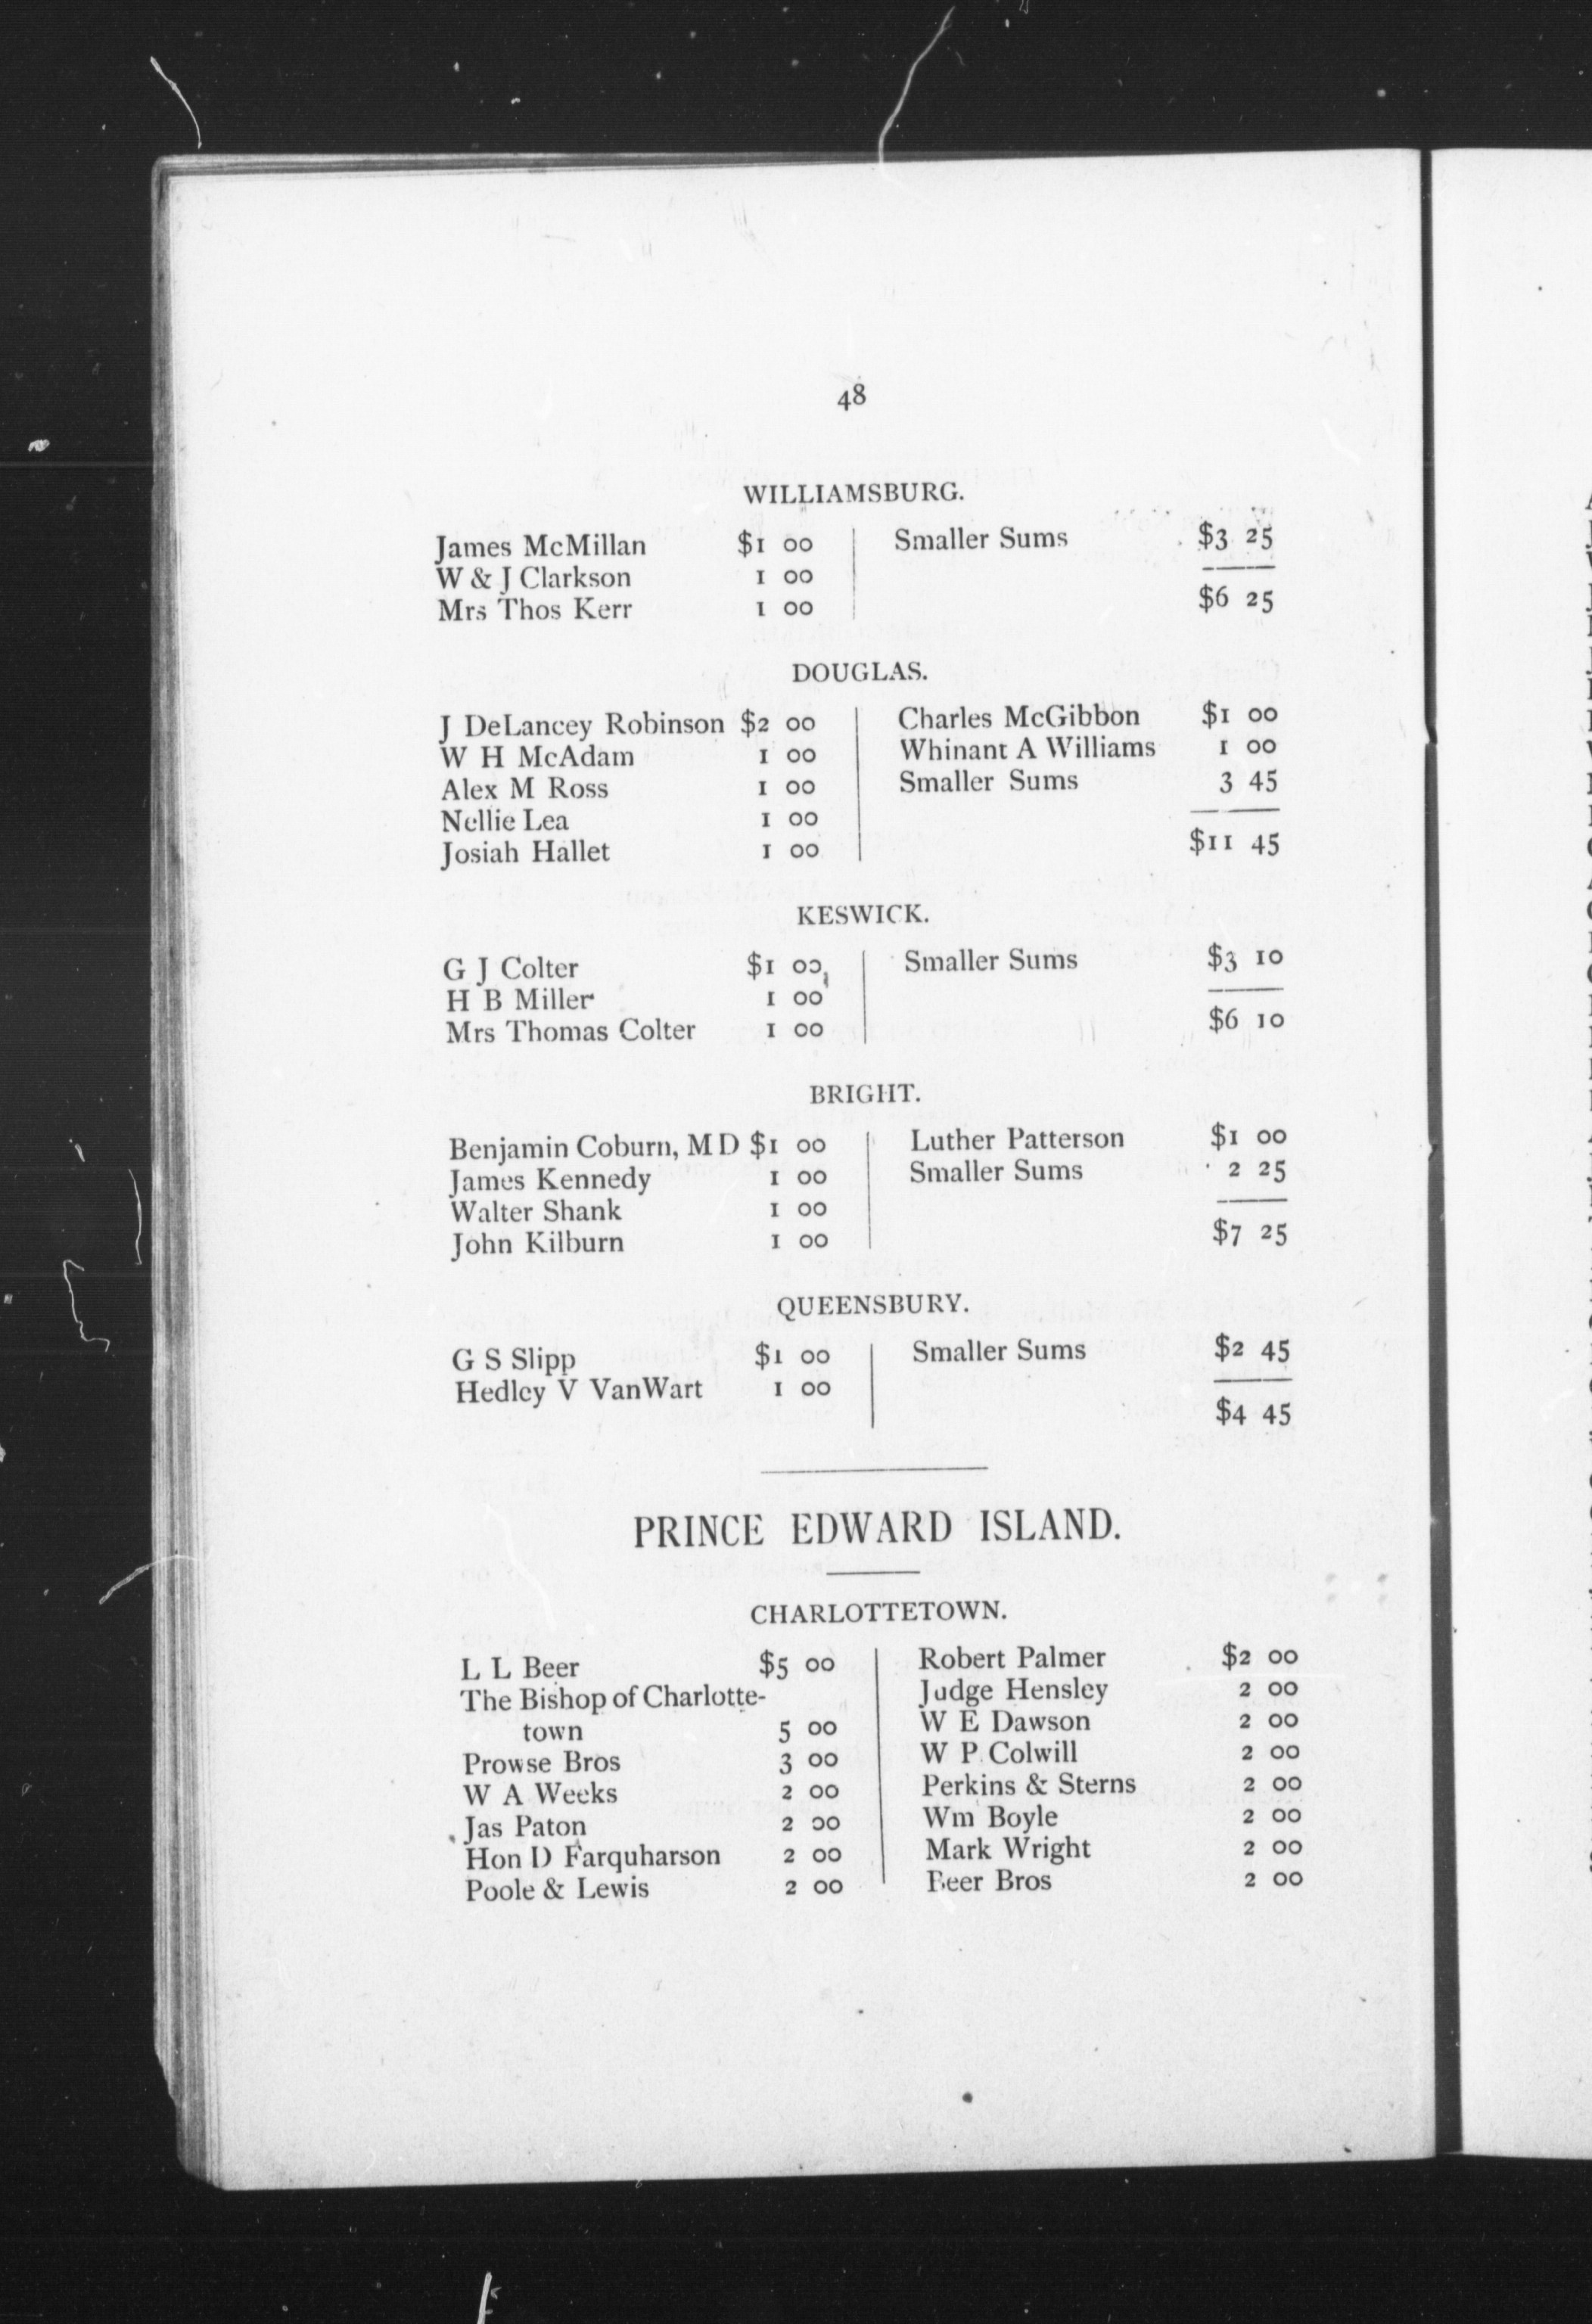 48
WILLIAMSBURG.
James McMillan $1 00
W & J Clarkson 1 00
Mrs Thos Kerr 1 00
Smaller Sums $3 25
$6 25
DOUGLAS.
J DeLancey Robinson $2 00
W H McAdam 1 00
Alex M Ross 1 00
Nellie Lea 1 00
Josiah Hallet 1 00
Charles McGibbon $1 00
Whinant A Williams 1 00
Smaller Sums 3 45
$11 45
KESWICK.
G J Colter $1 00
H B Miller 1 00
Mrs Thomas Colter 1 00
Smaller Sums $3 10
$6 10
BRIGHT.
Benjamin Coburn, M D $1 00
James Kennedy 1 00
Walter Shank 1 00
John Kilburn 1 00
Luther Patterson $1 00
Smaller Sums 2 25
$7 25
QUEENSBURY.
G S Slipp $1 00
Hedley V VanWart 1 00
Smaller Sums $2 45
$4 45
PRINCE EDWARD ISLAND.
CHARLOTTETOWN.
L L Beer $5 00
The Bishop of Charlotte-
town 5 00
Prowse Bros 3 00
W A Weeks 2 00
Jas Paton 2 00
Hon D Farquharson 2 00
Poole & Lewis 2 00
Robert Palmer $2 00
Judge Hensley 2 00
W E Dawson 2 00
W P Colwill 2 00
Perkins & Sterns 2 00
Wm Boyle 2 00
Mark Wright 2 00
Beer Bros 2 00